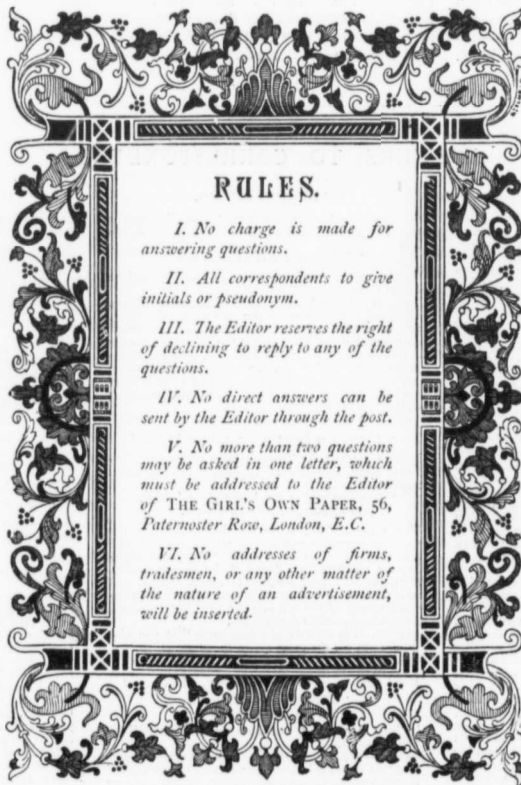 RULES.
I. No charge is made for
answering questions.
II. All correspondents to give
initials or pseudonym.
III. The Editor reserves the right
of declining to reply to any of the
questions.
IV. No direct answers can be
sent by the Editor through the post.
V. No more than two questions
may be asked in one letter, which
must be addressed to the Editor
of THE GIRL'S OWN PAPER, 56,
Paternoster Row, London, E.C.
VI. No addresses of firms,
tradesmen, or any other matter of
the nature of an advertisement,
will be inserted.